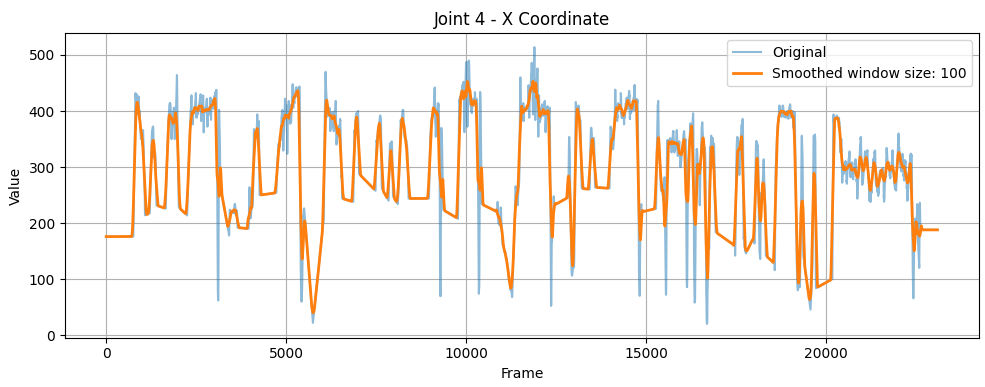 Joint 4 - X Coordinate
Original
Smoothed window size: 100
Value
500
400
300
200
100
0
0 5000 10000 15000 20000
Frame